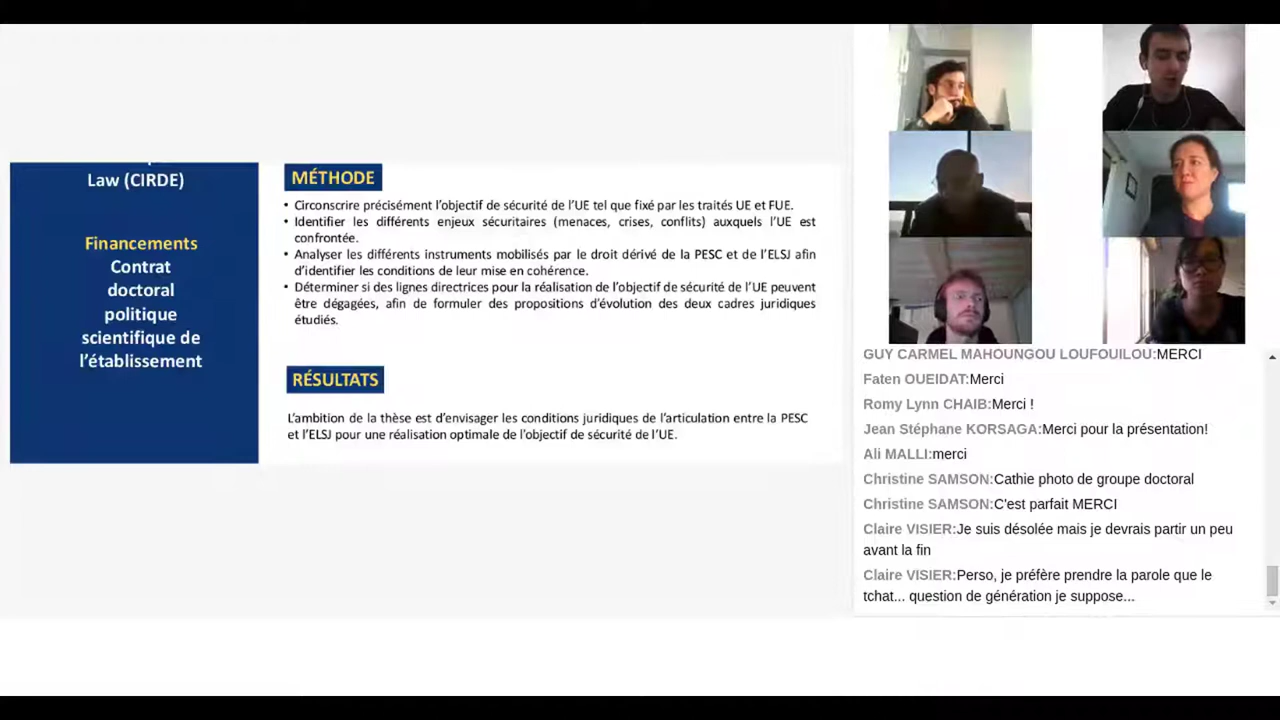 Law (CIRDE)
Financements
Contrat
doctoral
politique
scientifique de
l'établissement
MÉTHODE
• Circonscrire précisément l'objectif de sécurité de l'UE tel que fixé par les traités UE et FUE.
• Identifier les différents enjeux sécuritaires (menaces, crises, conflits) auxquels l'UE est
confrontée.
• Analyser les différents instruments mobilisés par le droit dérivé de la PESC et de l'ELSJ afin
d'identifier les conditions de leur mise en cohérence.
• Déterminer si des lignes directrices pour la réalisation de l'objectif de sécurité de l'UE peuvent
être dégagées, afin de formuler des propositions d'évolution des deux cadres juridiques
étudiés.
RÉSULTATS
L'ambition de la thèse est d'envisager les conditions juridiques de l'articulation entre la PESC
et l'ELSJ pour une réalisation optimale de l'objectif de sécurité de l'UE.
GUY CARMEL MAHOUNGOU LOUFOUILOU:MERCI
Faten OUEIDAT:Merci
Romy Lynn CHAIB:Merci !
Jean Stéphane KORSAGA:Merci pour la présentation!
Ali MALLI:merci
Christine SAMSON:Cathie photo de groupe doctoral
Christine SAMSON:C'est parfait MERCI
Claire VISIER:Je suis désolée mais je devrais partir un peu
avant la fin
Claire VISIER:Perso, je préfère prendre la parole que le
tchat... question de génération je suppose...